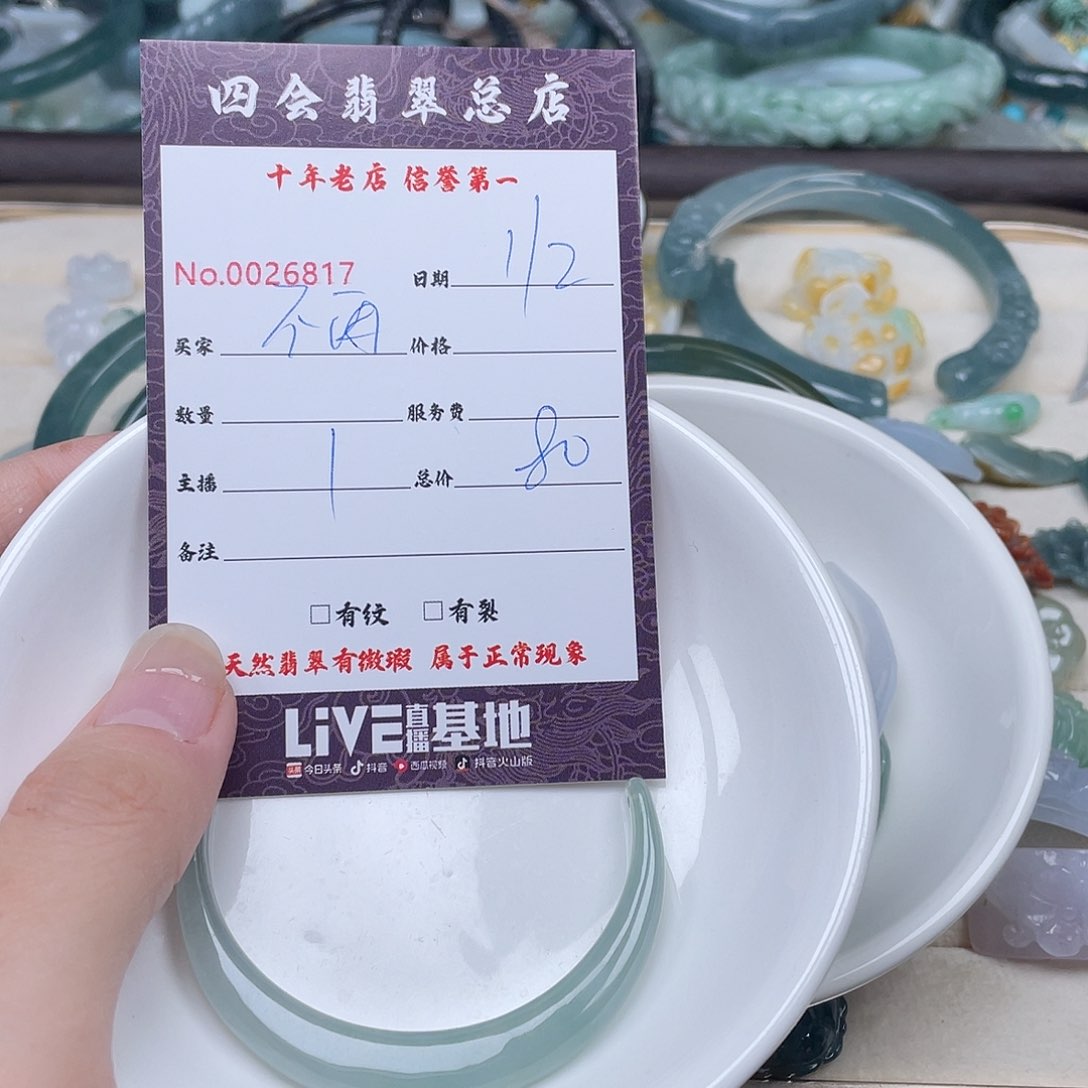 四会翡翠总店
十年老店 信誉第一
No.0026817 日期 1/2
买家 价格
数量 服务费
主播 1 总价 80
备注
□有纹 □有裂
天然翡翠有微瑕 属于正常现象
LiVE直播基地
头条 今日头条 抖音 西瓜视频 抖音火山版